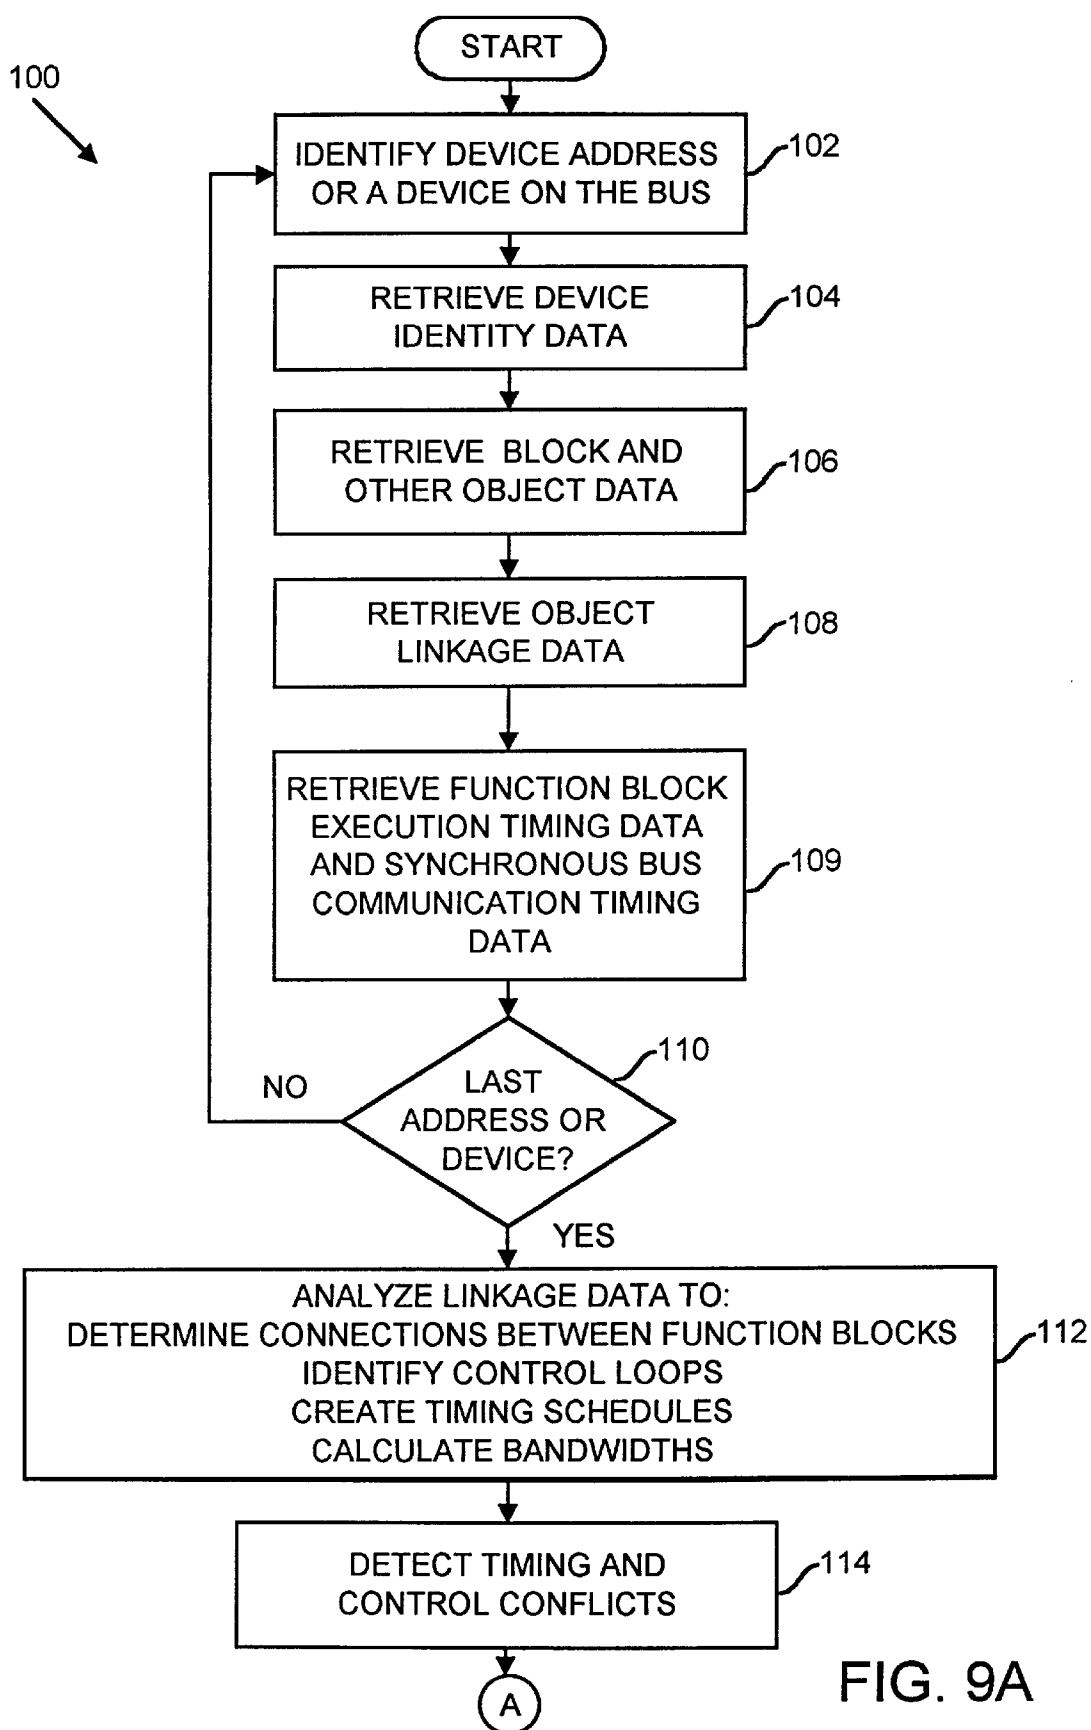 START
100
IDENTIFY DEVICE ADDRESS
OR A DEVICE ON THE BUS
102
RETRIEVE DEVICE
IDENTITY DATA
104
RETRIEVE BLOCK AND
OTHER OBJECT DATA
106
RETRIEVE OBJECT
LINKAGE DATA
108
RETRIEVE FUNCTION BLOCK
EXECUTION TIMING DATA
AND SYNCHRONOUS BUS
COMMUNICATION TIMING
DATA
109
LAST
ADDRESS OR
DEVICE?
110
NO
YES
ANALYZE LINKAGE DATA TO:
DETERMINE CONNECTIONS BETWEEN FUNCTION BLOCKS
IDENTIFY CONTROL LOOPS
CREATE TIMING SCHEDULES
CALCULATE BANDWIDTHS
112
DETECT TIMING AND
CONTROL CONFLICTS
114
A
FIG. 9A